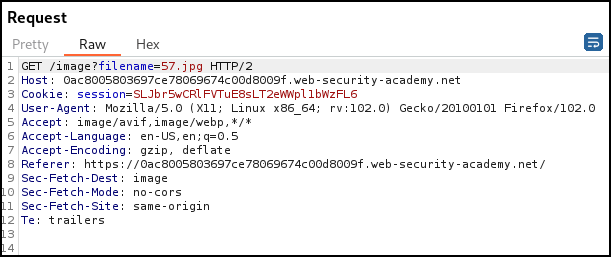 Request
Pretty Raw Hex
1 GET /image?filename=57.jpg HTTP/2
2 Host: 0ac8005803697ce78069674c00d8009f.web-security-academy.net
3 Cookie: session=SLJbr5wCRlFVTuE8sLT2eWWpl1bWzFL6
4 User-Agent: Mozilla/5.0 (X11; Linux x86_64; rv:102.0) Gecko/20100101 Firefox/102.0
5 Accept: image/avif,image/webp,*/*
6 Accept-Language: en-US,en;q=0.5
7 Accept-Encoding: gzip, deflate
8 Referer: https://0ac8005803697ce78069674c00d8009f.web-security-academy.net/
9 Sec-Fetch-Dest: image
10 Sec-Fetch-Mode: no-cors
11 Sec-Fetch-Site: same-origin
12 Te: trailers
13
14